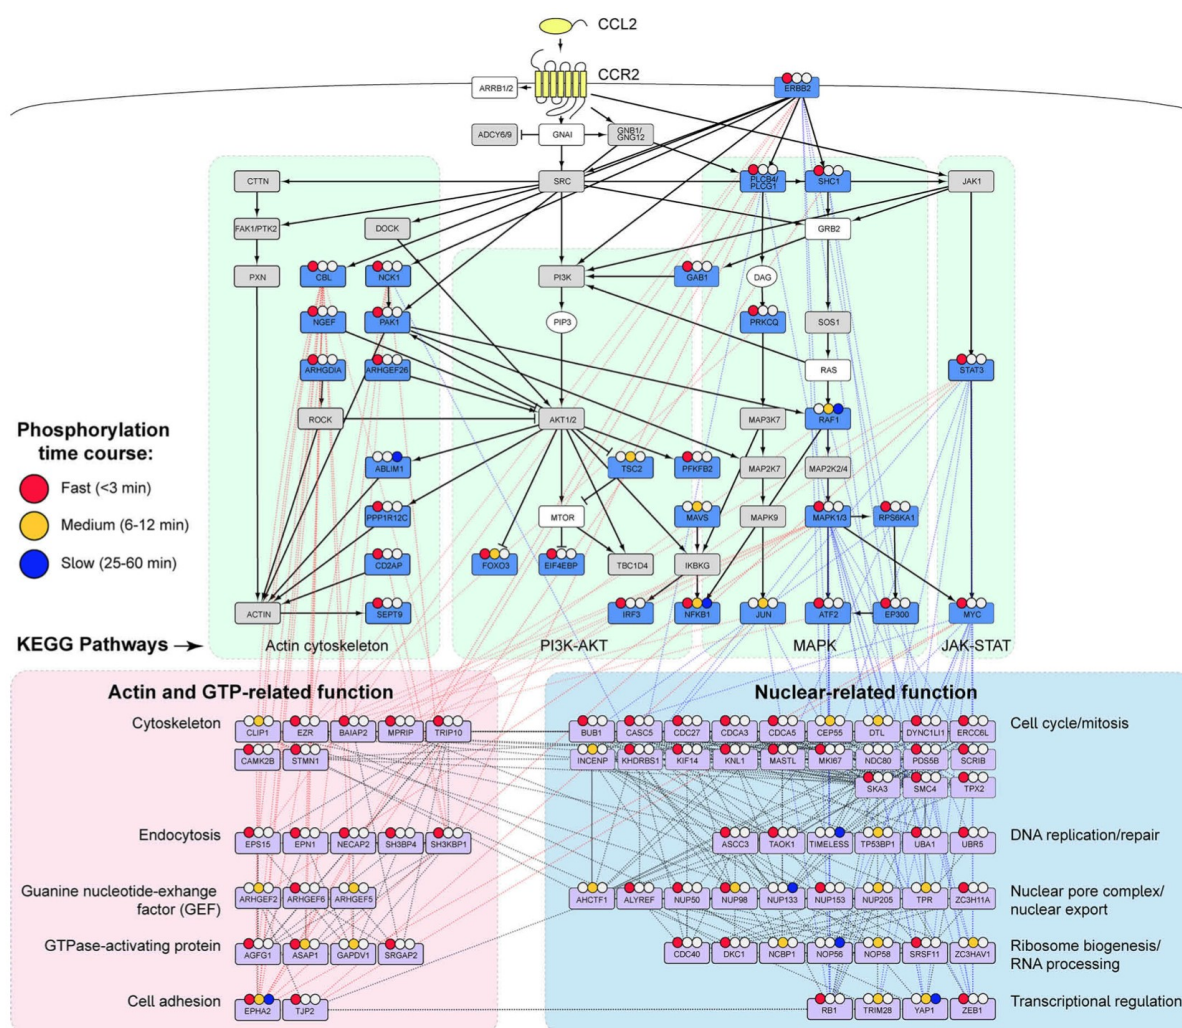 CCL2
CCR2
ARRB1/2
ERBB2
ADCY6/9
GNAI
GNB1/
GNG12
CTTN
SRC
PLCB4/
PLCG1
SHC1
JAK1
FAK1/PTK2
DOCK
GRB2
PXN
CBL
NCK1
PI3K
GAB1
DAG
NGEF
PAK1
PIP3
PRKCQ
SOS1
ARHGDIA
ARHGEF26
RAS
STAT3
ROCK
AKT1/2
MAP3K7
RAF1
Phosphorylation
time course:
Fast (<3 min)
Medium (6-12 min)
Slow (25-60 min)
ABLIM1
TSC2
PFKFB2
MAP2K7
MAP2K2/4
PPP1R12C
MTOR
MAVS
MAPK9
MAPK1/3
RPS6KA1
CD2AP
FOXO3
EIF4EBP
TBC1D4
IKBKG
ACTIN
SEPT9
IRF3
NFKB1
JUN
ATF2
EP300
MYC
KEGG Pathways
Actin cytoskeleton
PI3K-AKT
MAPK
JAK-STAT
Actin and GTP-related function
Cytoskeleton
CLIP1
EZR
BAIAP2
MPRIP
TRIP10
CAMK2B
STMN1
Endocytosis
EPS15
EPN1
NECAP2
SH3BP4
SH3KBP1
Guanine nucleotide-exhange
factor (GEF)
ARHGEF2
ARHGEF6
ARHGEF5
GTPase-activating protein
AGFG1
ASAP1
GAPDV1
SRGAP2
Cell adhesion
EPHA2
TJP2
Nuclear-related function
BUB1
CASC5
CDC27
CDCA3
CDCA5
CEP55
DTL
DYNC1LI1
ERCC6L
Cell cycle/mitosis
INCENP
KHDRBS1
KIF14
KNL1
MASTL
MKI67
NDC80
PDS5B
SCRIB
SKA3
SMC4
TPX2
ASCC3
TAOK1
TIMELESS
TP53BP1
UBA1
UBR5
DNA replication/repair
AHCTF1
ALYREF
NUP50
NUP98
NUP133
NUP153
NUP205
TPR
ZC3H11A
Nuclear pore complex/
nuclear export
CDC40
DKC1
NCBP1
NOP56
NOP58
SRSF11
ZC3HAV1
Ribosome biogenesis/
RNA processing
RB1
TRIM28
YAP1
ZEB1
Transcriptional regulation